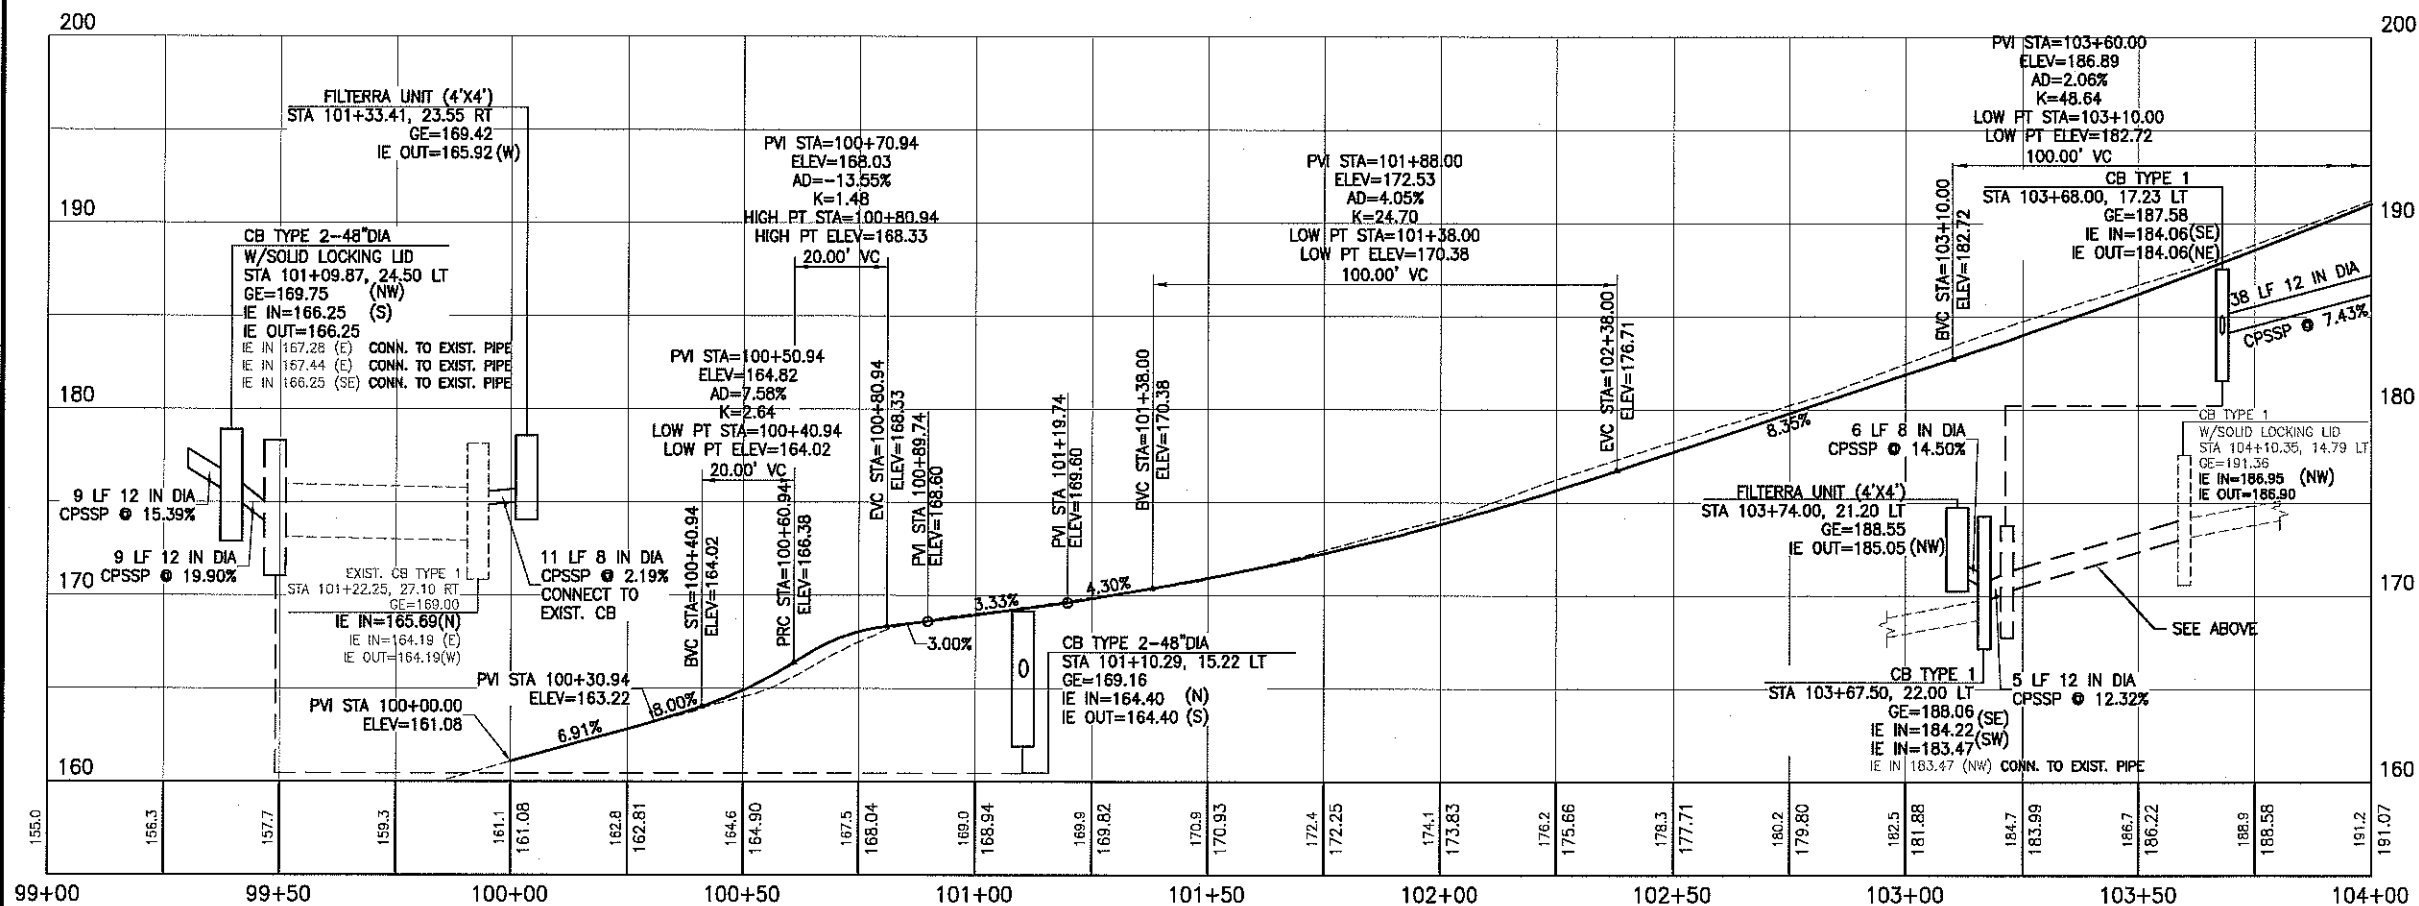 200
200
190
190
180
180
170
170
160
160
FILTERRA UNIT (4'X4')
STA 101+33.41, 23.55 RT
GE=169.42
IE OUT=165.92 (W)
CB TYPE 2-48"DIA
W/SOLID LOCKING LID
STA 101+09.87, 24.50 LT
GE=169.75 (NW)
IE IN=166.25 (S)
IE OUT=166.25
IE IN 167.28 (E) CONN. TO EXIST. PIPE
IE IN 167.44 (E) CONN. TO EXIST. PIPE
IE IN 166.25 (SE) CONN. TO EXIST. PIPE
9 LF 12 IN DIA
CPSSP @ 15.39%
9 LF 12 IN DIA
CPSSP @ 19.90%
EXIST. CB TYPE 1
STA 101+22.25, 27.10 RT
GE=169.00
IE IN=165.69(N)
IE IN=164.19 (E)
IE OUT=164.19(W)
11 LF 8 IN DIA
CPSSP @ 2.19%
CONNECT TO
EXIST. CB
PVI STA 100+00.00
ELEV=161.08
PVI STA 100+30.94
ELEV=163.22
6.91%
8.00%
PVI STA=100+50.94
ELEV=164.82
AD=7.58%
K=2.64
LOW PT STA=100+40.94
LOW PT ELEV=164.02
20.00' VC
BVC STA=100+40.94
ELEV=164.02
PRC STA=100+60.94
ELEV=166.38
PVI STA=100+70.94
ELEV=168.03
AD=-13.55%
K=1.48
HIGH PT STA=100+80.94
HIGH PT ELEV=168.33
20.00' VC
EVC STA=100+80.94
ELEV=168.33
PVI STA 100+89.74
ELEV=168.60
3.00%
3.33%
PVI STA 101+19.74
ELEV=169.60
4.30%
BVC STA=101+38.00
ELEV=170.38
CB TYPE 2-48"DIA
STA 101+10.29, 15.22 LT
GE=169.16
IE IN=164.40 (N)
IE OUT=164.40 (S)
PVI STA=101+88.00
ELEV=172.53
AD=4.05%
K=24.70
LOW PT STA=101+38.00
LOW PT ELEV=170.38
100.00' VC
EVC STA=102+38.00
ELEV=176.71
8.35%
BVC STA=103+10.00
ELEV=182.72
PVI STA=103+60.00
ELEV=186.89
AD=2.06%
K=48.64
LOW PT STA=103+10.00
LOW PT ELEV=182.72
100.00' VC
CB TYPE 1
STA 103+68.00, 17.23 LT
GE=187.58
IE IN=184.06(SE)
IE OUT=184.06(NE)
38 LF 12 IN DIA
CPSSP @ 7.43%
6 LF 8 IN DIA
CPSSP @ 14.50%
FILTERRA UNIT (4'X4')
STA 103+74.00, 21.20 LT
GE=188.55
IE OUT=185.05 (NW)
CB TYPE 1
W/SOLID LOCKING LID
STA 104+10.35, 14.79 LT
GE=191.36
IE IN=186.95 (NW)
IE OUT=186.90
SEE ABOVE
CB TYPE 1
STA 103+67.50, 22.00 LT
GE=188.06
IE IN=184.22 (SE)
IE IN=183.47 (SW)
IE IN 183.47 (NW) CONN. TO EXIST. PIPE
5 LF 12 IN DIA
CPSSP @ 12.32%
155.0
156.3
157.7
159.3
161.1
161.08
162.8
162.81
164.6
164.90
167.5
168.04
169.0
168.94
169.9
169.82
170.9
170.93
172.4
172.25
174.1
173.83
176.2
175.66
178.3
177.71
180.2
179.80
182.5
181.88
184.7
183.99
186.7
186.22
188.9
188.58
191.2
191.07
99+00
99+50
100+00
100+50
101+00
101+50
102+00
102+50
103+00
103+50
104+00